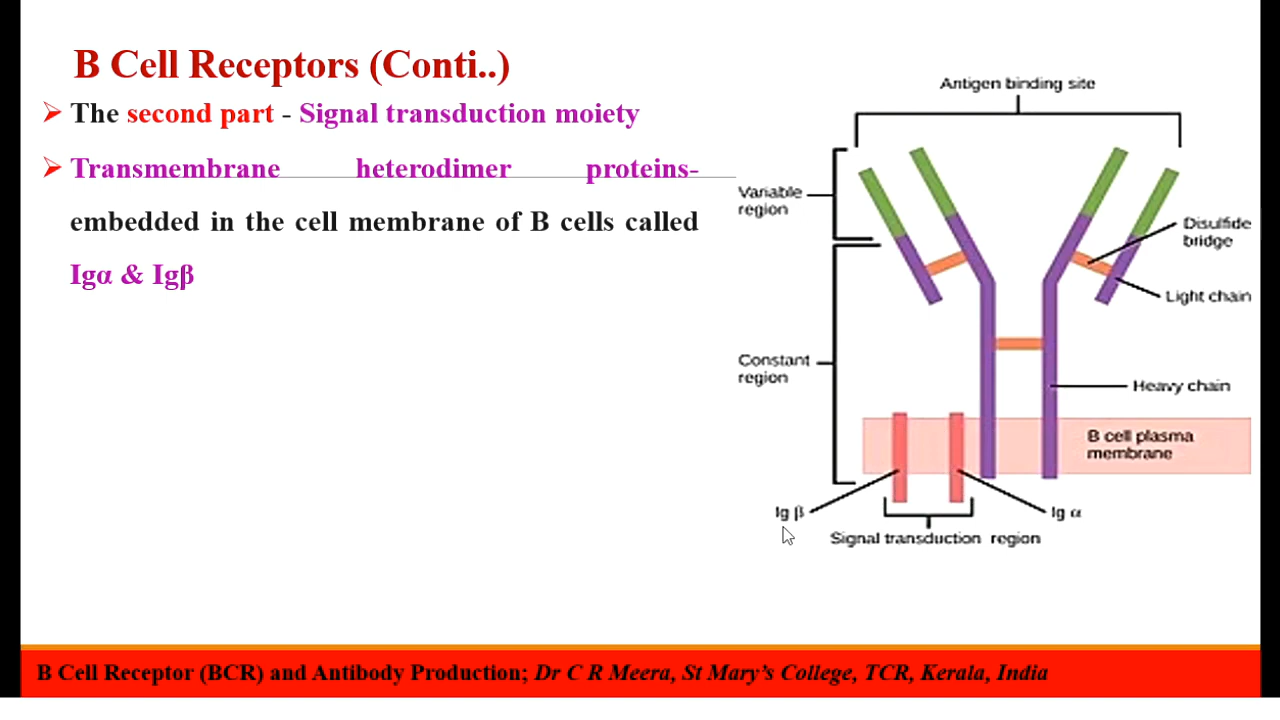 B Cell Receptors (Conti..)
The second part - Signal transduction moiety
Transmembrane heterodimer proteins-
embedded in the cell membrane of B cells called
Igα & Igβ
Antigen binding site
Variable
region
Disulfide
bridge
Light chain
Constant
region
Heavy chain
B cell plasma
membrane
Ig β
Ig α
Signal transduction region
B Cell Receptor (BCR) and Antibody Production; Dr C R Meera, St Mary’s College, TCR, Kerala, India